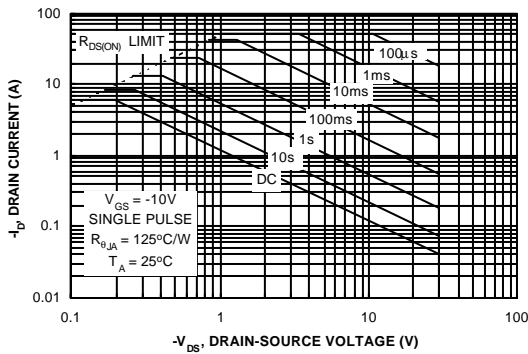 100
10
1
0.1
0.01
-I_D, DRAIN CURRENT (A)
R_DS(ON) LIMIT
100µs
1ms
10ms
100ms
1s
10s
DC
V_GS = -10V
SINGLE PULSE
R_θJA = 125°C/W
T_A = 25°C
0.1
1
10
100
-V_DS, DRAIN-SOURCE VOLTAGE (V)